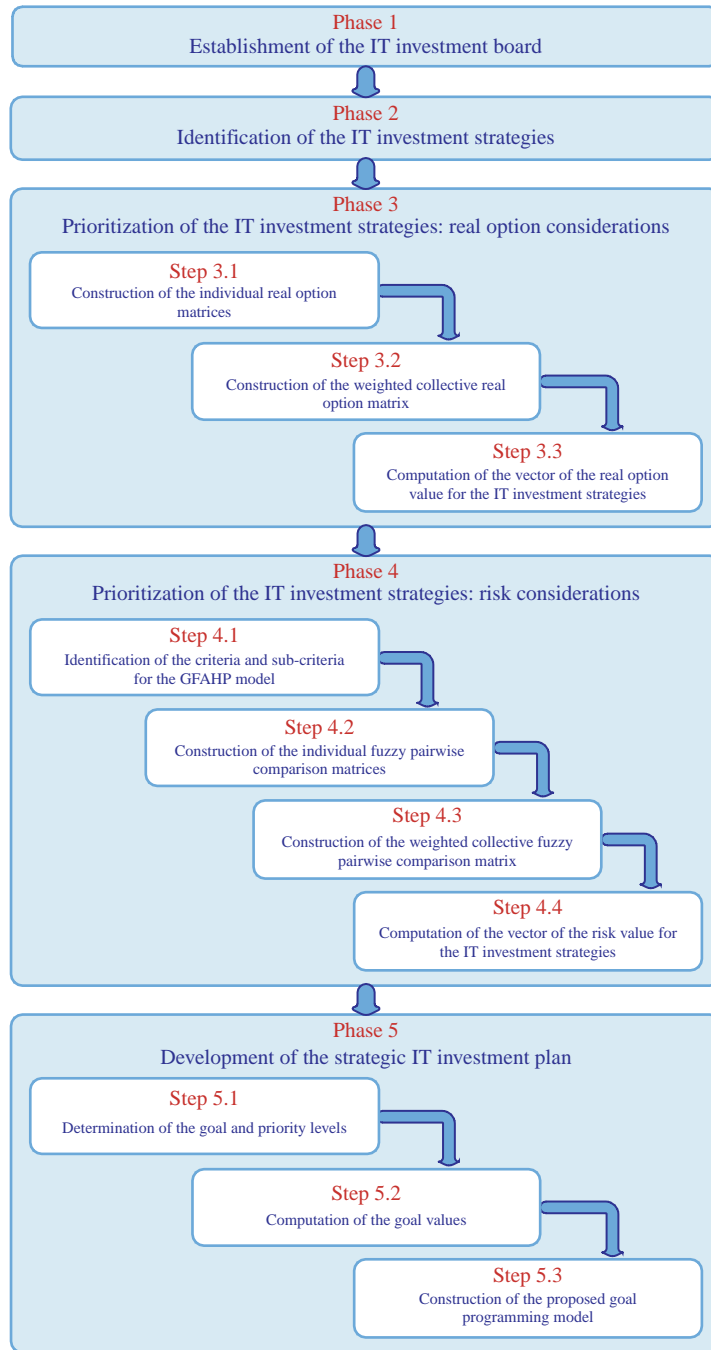 Phase 1
Establishment of the IT investment board
Phase 2
Identification of the IT investment strategies
Phase 3
Prioritization of the IT investment strategies: real option considerations
Step 3.1
Construction of the individual real option
matrices
Step 3.2
Construction of the weighted collective real
option matrix
Step 3.3
Computation of the vector of the real option
value for the IT investment strategies
Phase 4
Prioritization of the IT investment strategies: risk considerations
Step 4.1
Identification of the criteria and sub-criteria
for the GFAHP model
Step 4.2
Construction of the individual fuzzy pairwise
comparison matrices
Step 4.3
Construction of the weighted collective fuzzy
pairwise comparison matrix
Step 4.4
Computation of the vector of the risk value for
the IT investment strategies
Phase 5
Development of the strategic IT investment plan
Step 5.1
Determination of the goal and priority levels
Step 5.2
Computation of the goal values
Step 5.3
Construction of the proposed goal
programming model